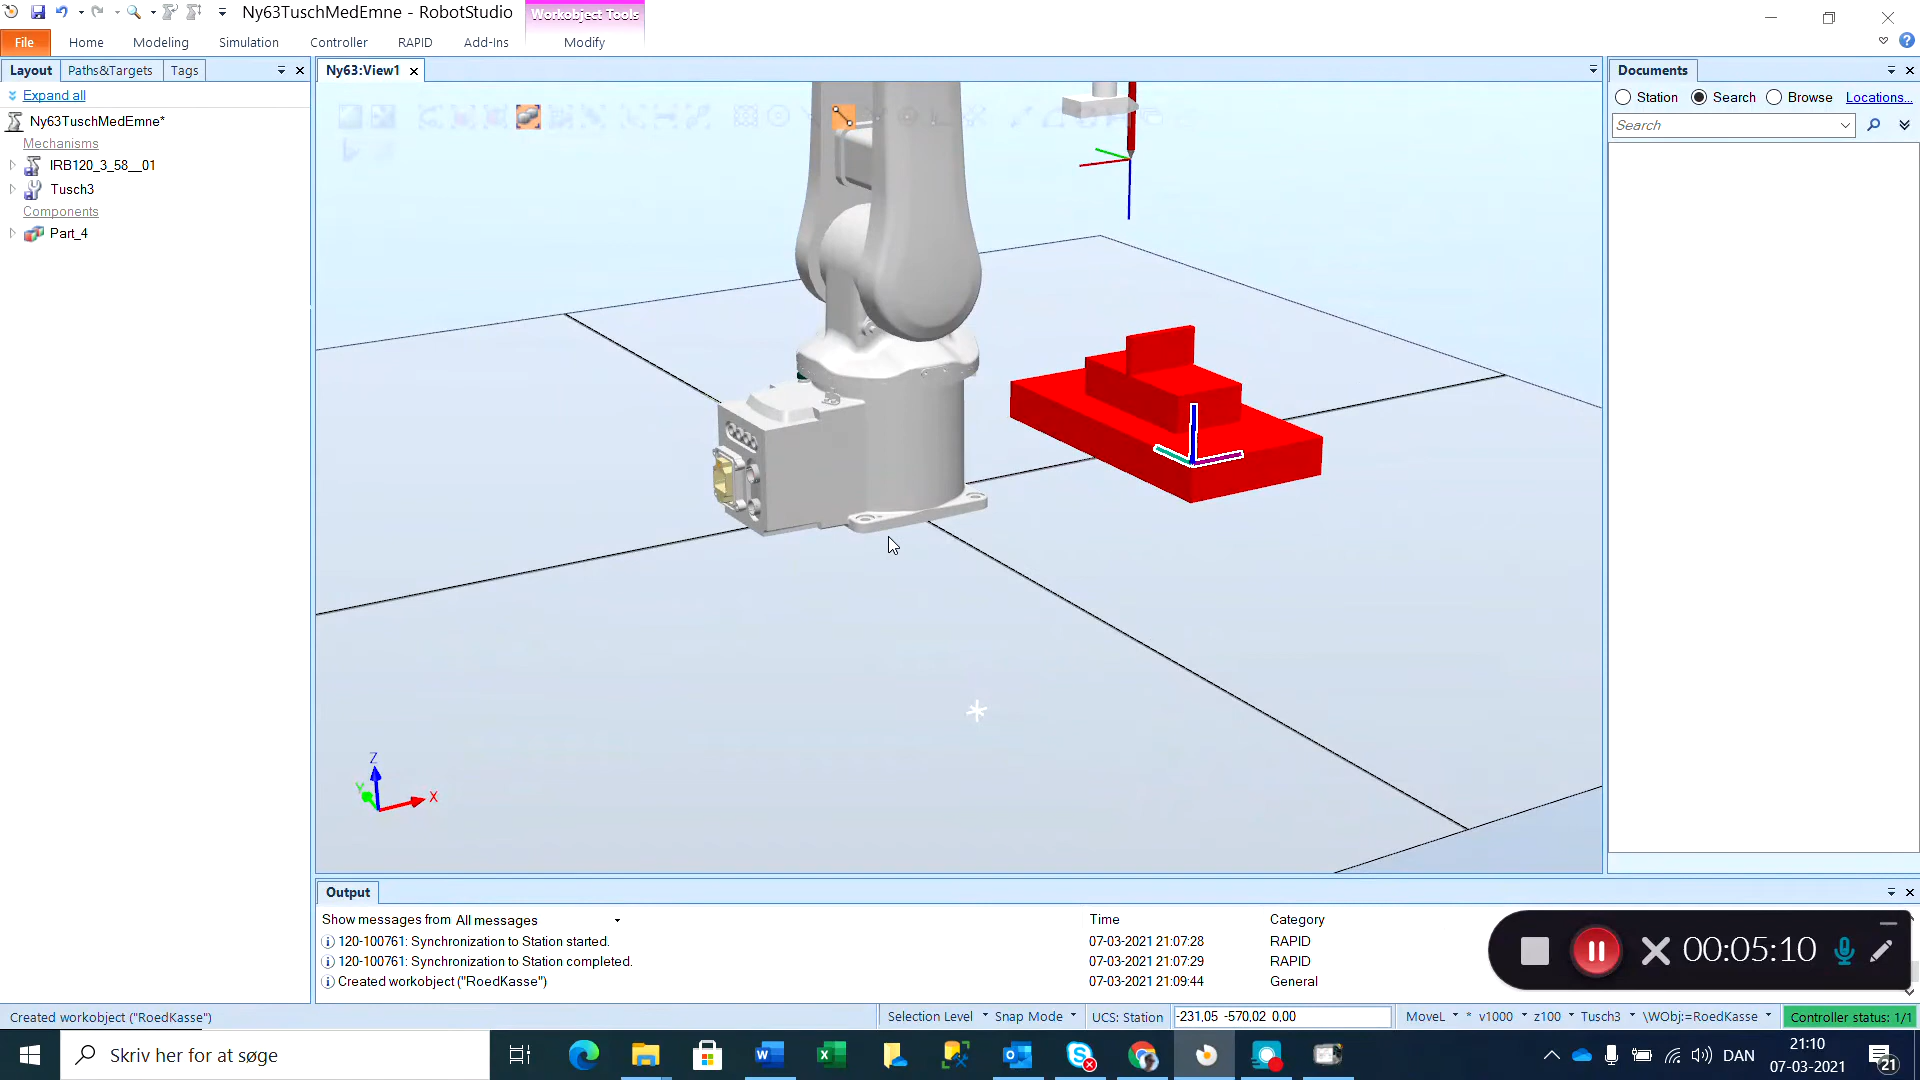 Ny63TuschMedEmne - RobotStudio
Workobject Tools
File Home Modeling Simulation Controller RAPID Add-Ins Modify
Layout Paths&Targets Tags
Ny63:View1
Documents
Expand all
Station Search Browse Locations...
Search
Ny63TuschMedEmne*
Mechanisms
IRB120_3_58__01
Tusch3
Components
Part_4
Z
Y
X
Output
Show messages from All messages Time Category
120-100761: Synchronization to Station started. 07-03-2021 21:07:28 RAPID
120-100761: Synchronization to Station completed. 07-03-2021 21:07:29 RAPID
Created workobject ("RoedKasse") 07-03-2021 21:09:44 General
00:05:10
Created workobject ("RoedKasse") Selection Level Snap Mode UCS: Station -231,05 -570,02 0,00 MoveL * v1000 z100 Tusch3 \WObj:=RoedKasse Controller status: 1/1
Skriv her for at søge
DAN
21:10
07-03-2021
21